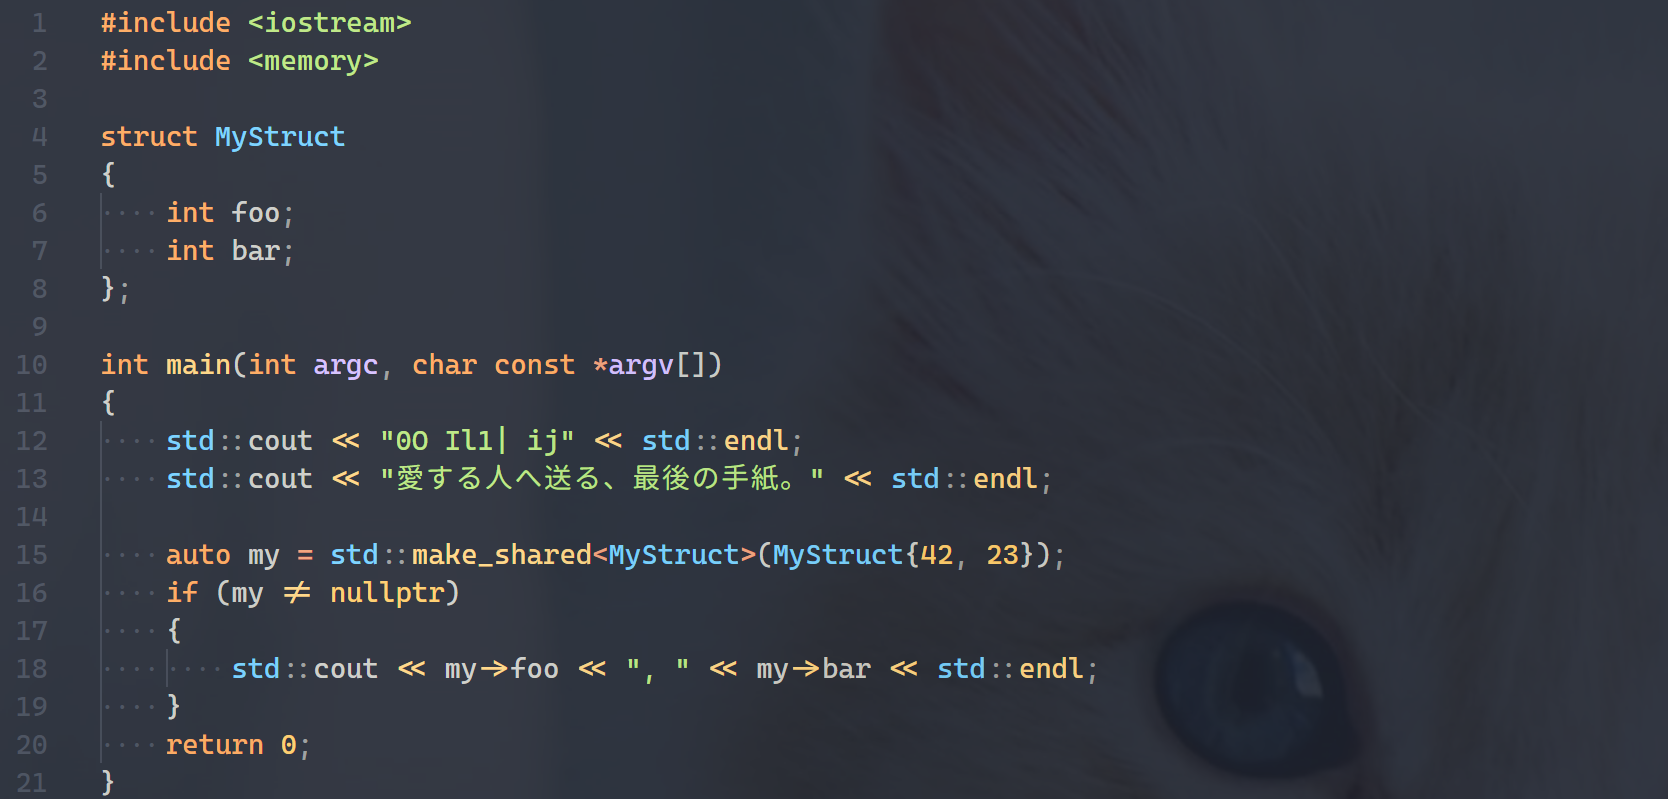 1 #include <iostream>
2 #include <memory>
3
4 struct MyStruct
5 {
6     int foo;
7     int bar;
8 };
9
10 int main(int argc, char const *argv[])
11 {
12     std::cout << "0O Il1| ij" << std::endl;
13     std::cout << "愛する人へ送る、最後の手紙。" << std::endl;
14
15     auto my = std::make_shared<MyStruct>(MyStruct{42, 23});
16     if (my != nullptr)
17     {
18         std::cout << my->foo << ", " << my->bar << std::endl;
19     }
20     return 0;
21 }